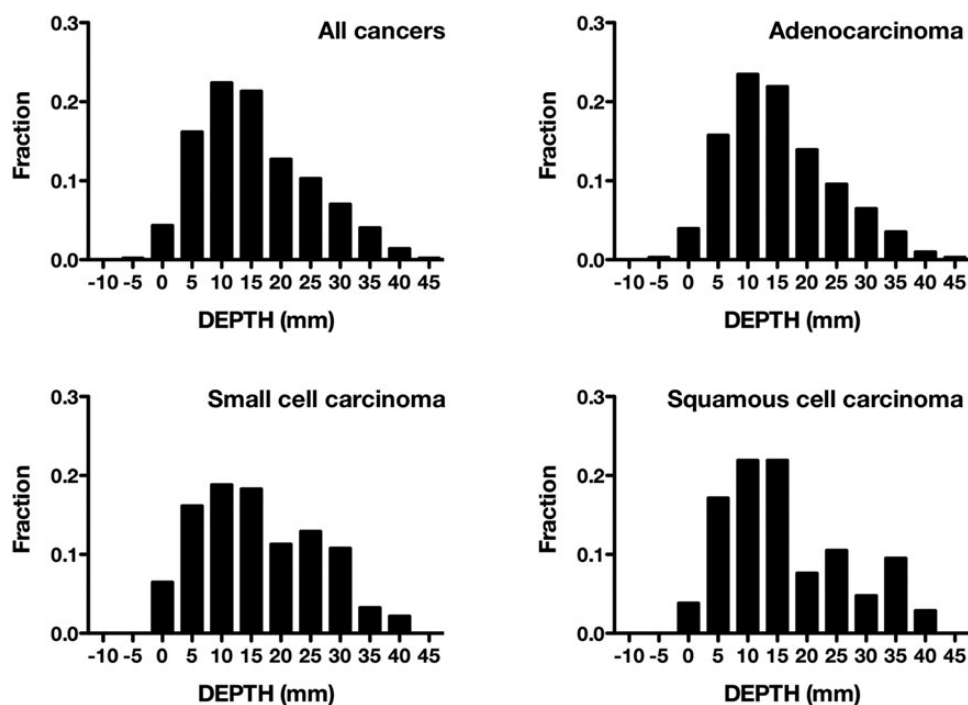 All cancers
Fraction
0.3
0.2
0.1
0.0
-10 -5 0 5 10 15 20 25 30 35 40 45
DEPTH (mm)
Adenocarcinoma
Fraction
0.3
0.2
0.1
0.0
-10 -5 0 5 10 15 20 25 30 35 40 45
DEPTH (mm)
Small cell carcinoma
Fraction
0.3
0.2
0.1
0.0
-10 -5 0 5 10 15 20 25 30 35 40 45
DEPTH (mm)
Squamous cell carcinoma
Fraction
0.3
0.2
0.1
0.0
-10 -5 0 5 10 15 20 25 30 35 40 45
DEPTH (mm)